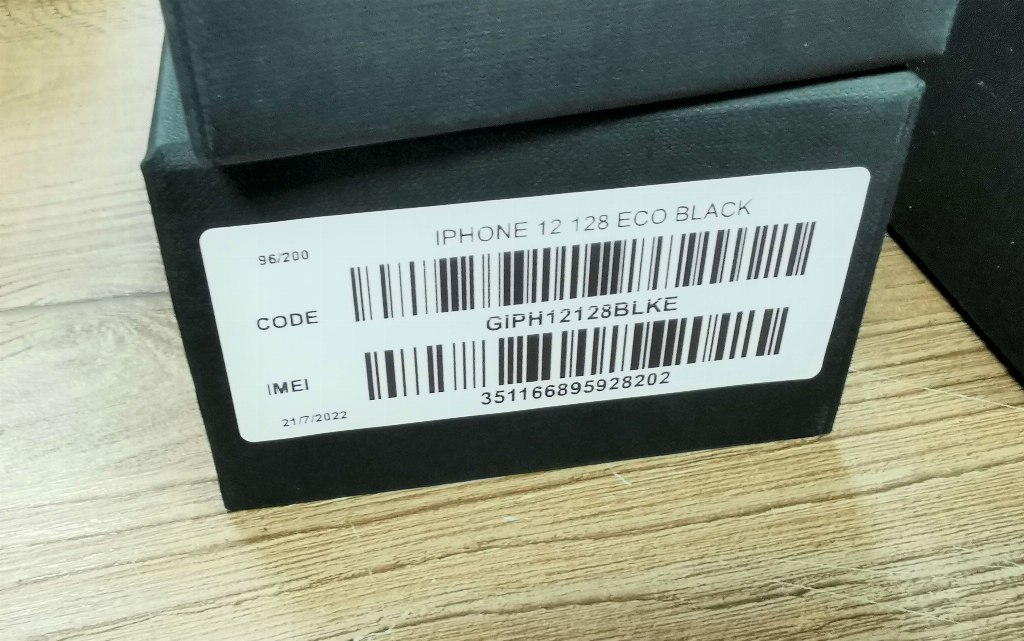 IPHONE 12 128 ECO BLACK
96/200
CODE
GiPH12128BLKE
IMEI
351166895928202
21/7/2022